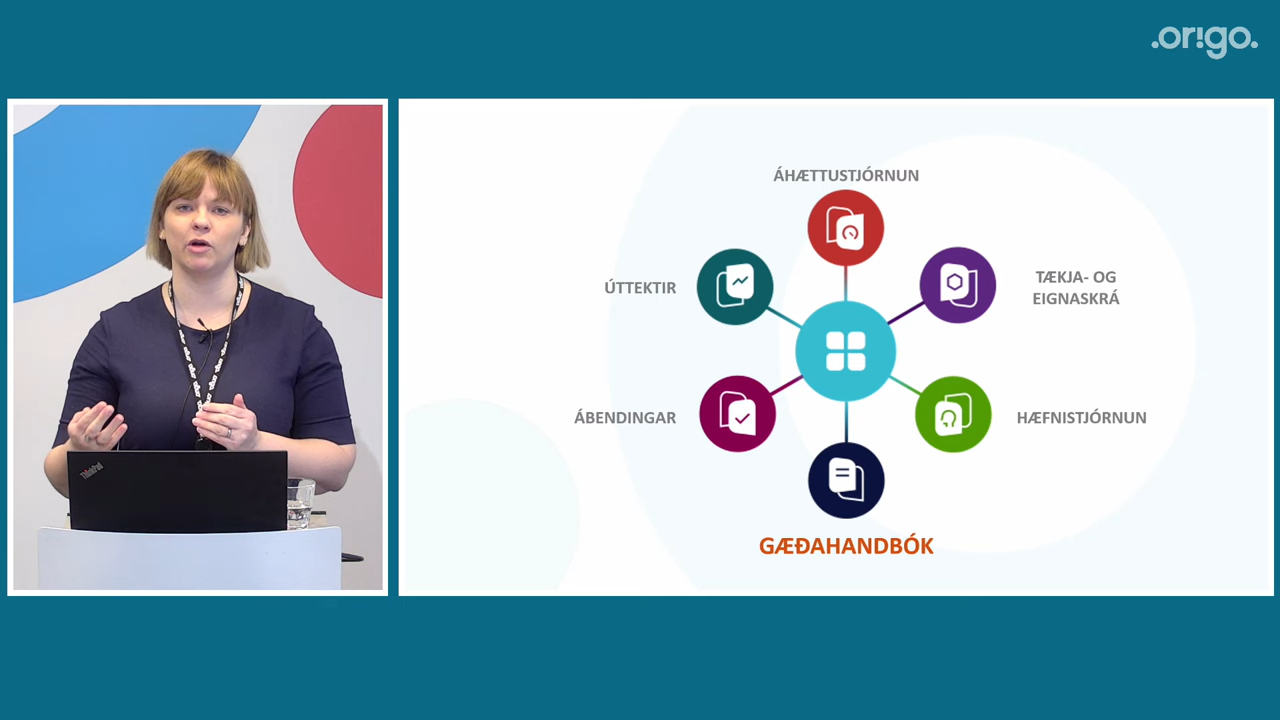 .origo.
ÁHÆTTUSTJÓRNUN
ÚTTEKTIR
TÆKJA- OG
EIGNASKRÁ
ÁBENDINGAR
HÆFNISTJÓRNUN
GÆÐAHANDBÓK
ThinkPad